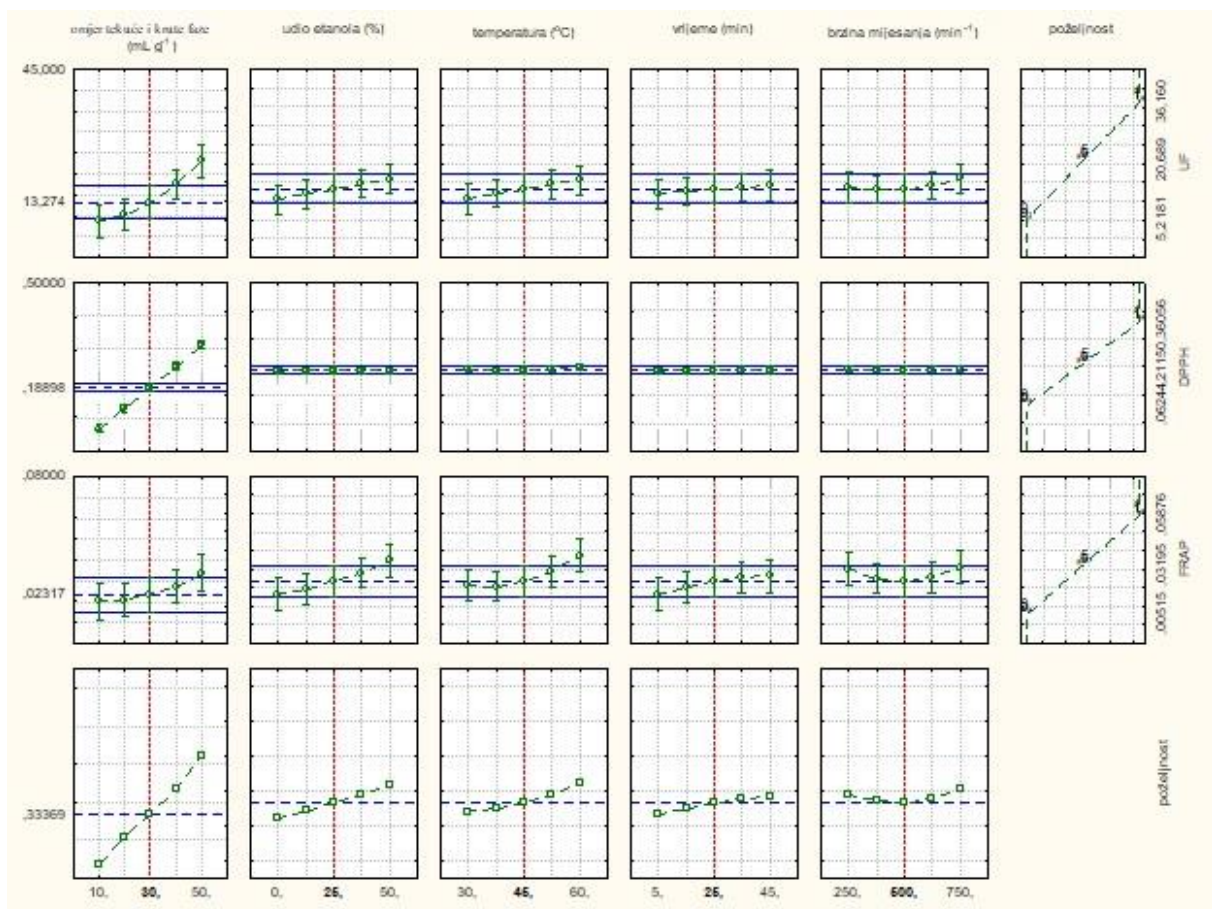 omjer tekuće i krute faze
(mL g⁻¹)
udio etanola (%)
temperatura (°C)
vrijeme (min)
brzina miješanja (min⁻¹)
poželjnost
45,000
13,274
5,2181 20,689 36,160
UF
,50000
,18898
,06244 ,21150 ,36056
DPPH
,08000
,02317
,00515 ,03195 ,05876
FRAP
,33369
poželjnost
10, 30, 50,
0, 25, 50,
30, 45, 60,
5, 25, 45,
250, 500, 750,